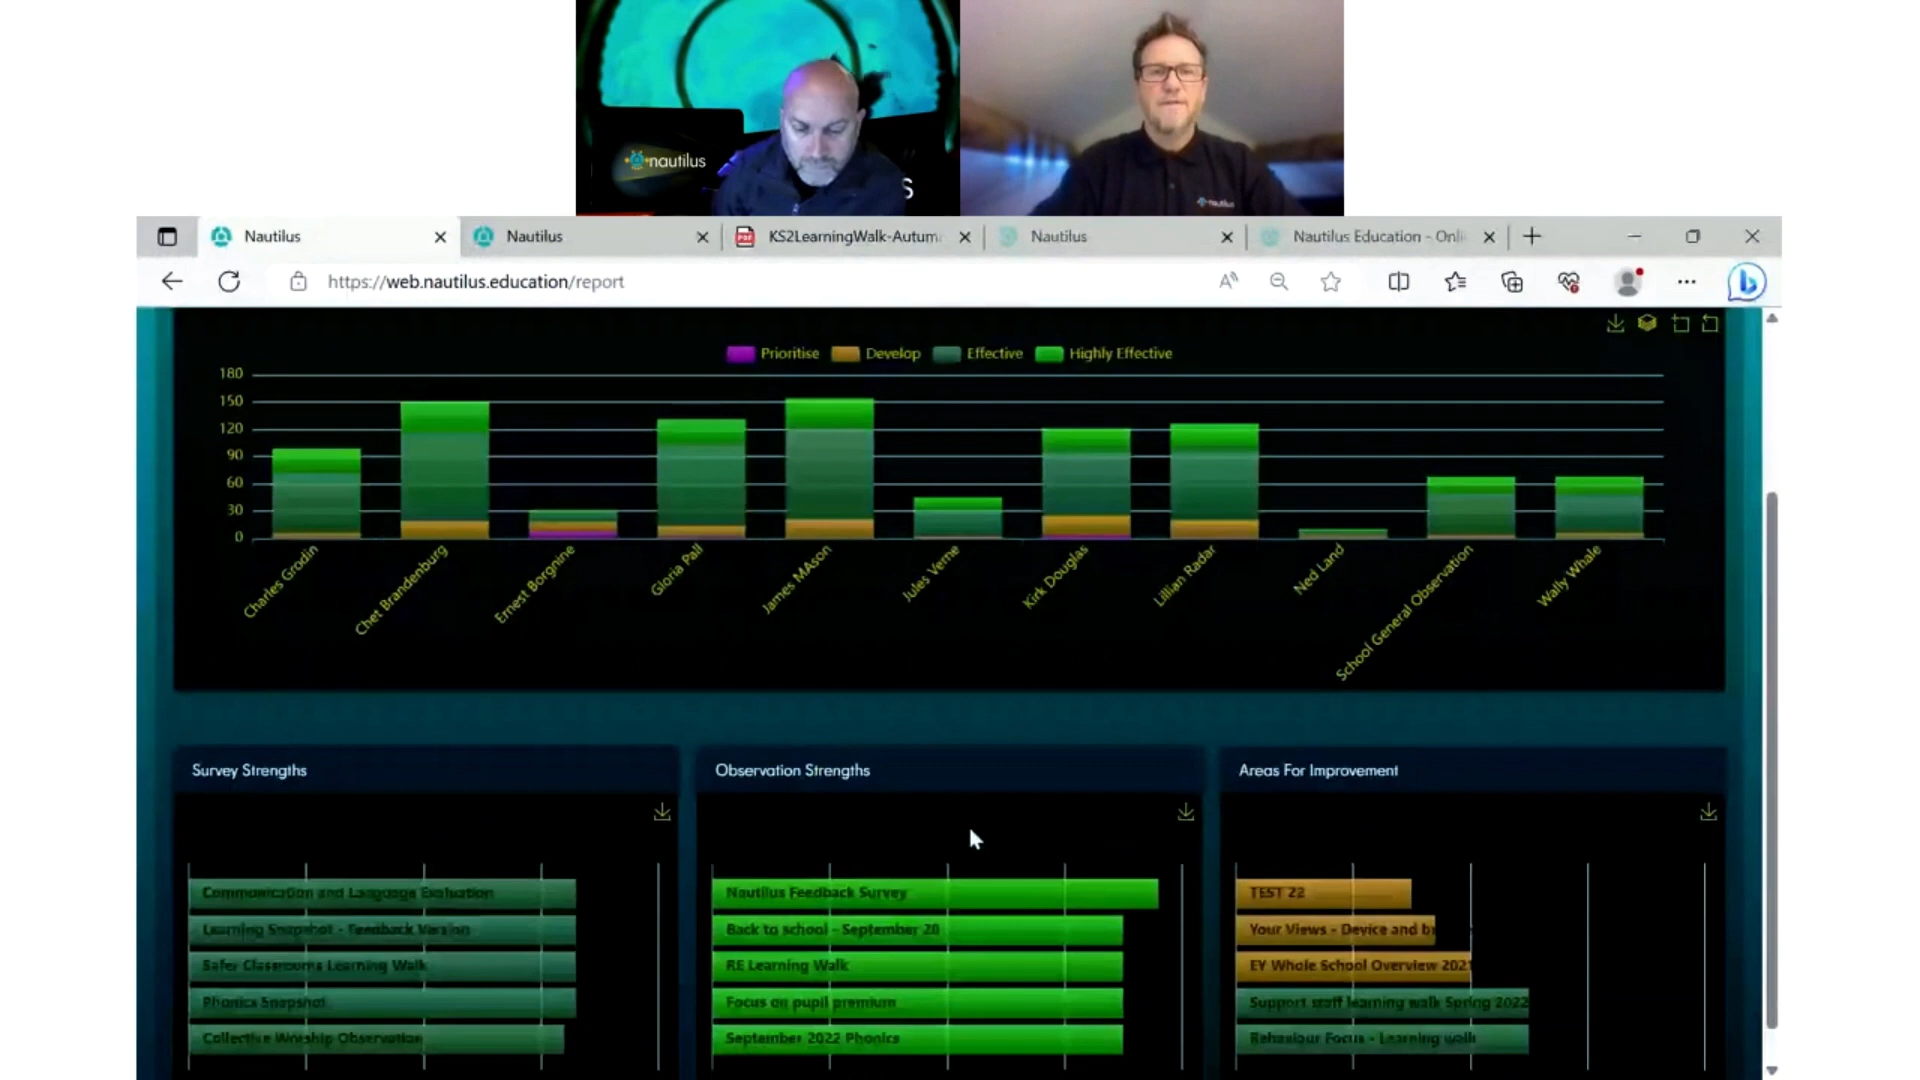 nautilus
S
nautilus
Nautilus
Nautilus
KS2LearningWalk-Autum
Nautilus
Nautilus Education - Onli
https://web.nautilus.education/report
Prioritise Develop Effective Highly Effective
180
150
120
90
60
30
0
Charles Grodin
Chet Brandenburg
Ernest Borgnine
Gloria Pall
James MAson
Jules Verne
Kirk Douglas
Lillian Radar
Ned Land
School General Observation
Wally Whale
Survey Strengths
Communication and Language Evaluation
Learning Snapshot - Feedback Version
Safer Classrooms Learning Walk
Phonics Snapshot
Collective Worship Observation
Observation Strengths
Nautilus Feedback Survey
Back to school - September 20
RE Learning Walk
Focus on pupil premium
September 2022 Phonics
Areas For Improvement
TEST 22
Your Views - Device and br
EY Whole School Overview 2021
Support staff learning walk Spring 2022
Behaviour Focus - Learning walk